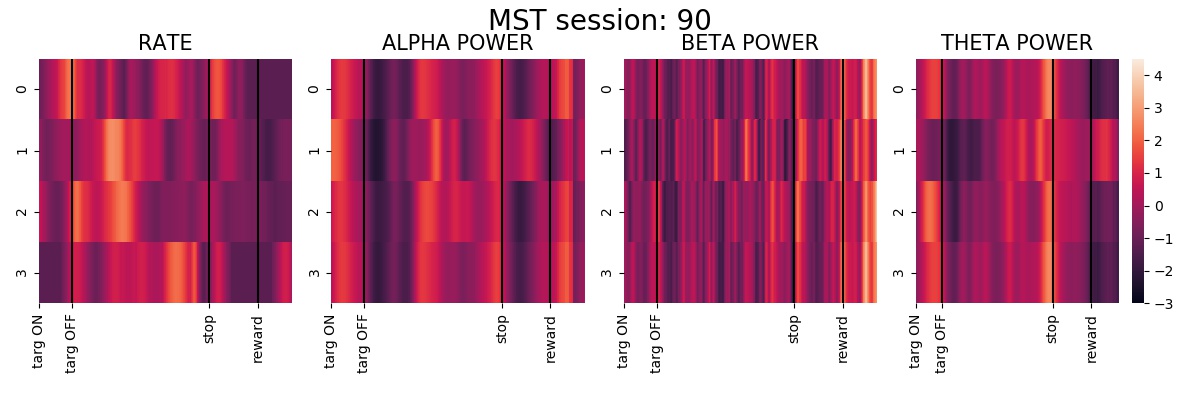 MST session: 90
RATE
ALPHA POWER
BETA POWER
THETA POWER
0
1
2
3
targ ON
targ OFF
stop
reward
0
1
2
3
targ ON
targ OFF
stop
reward
0
1
2
3
targ ON
targ OFF
stop
reward
0
1
2
3
targ ON
targ OFF
stop
reward
4
3
2
1
0
−1
−2
−3